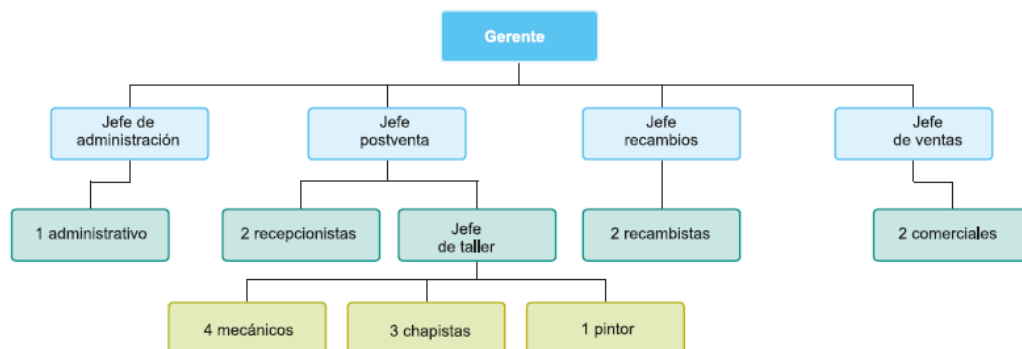 Gerente
Jefe de
administración
Jefe
postventa
Jefe
recambios
Jefe
de ventas
1 administrativo
2 recepcionistas
Jefe
de taller
2 recambistas
2 comerciales
4 mecánicos
3 chapistas
1 pintor